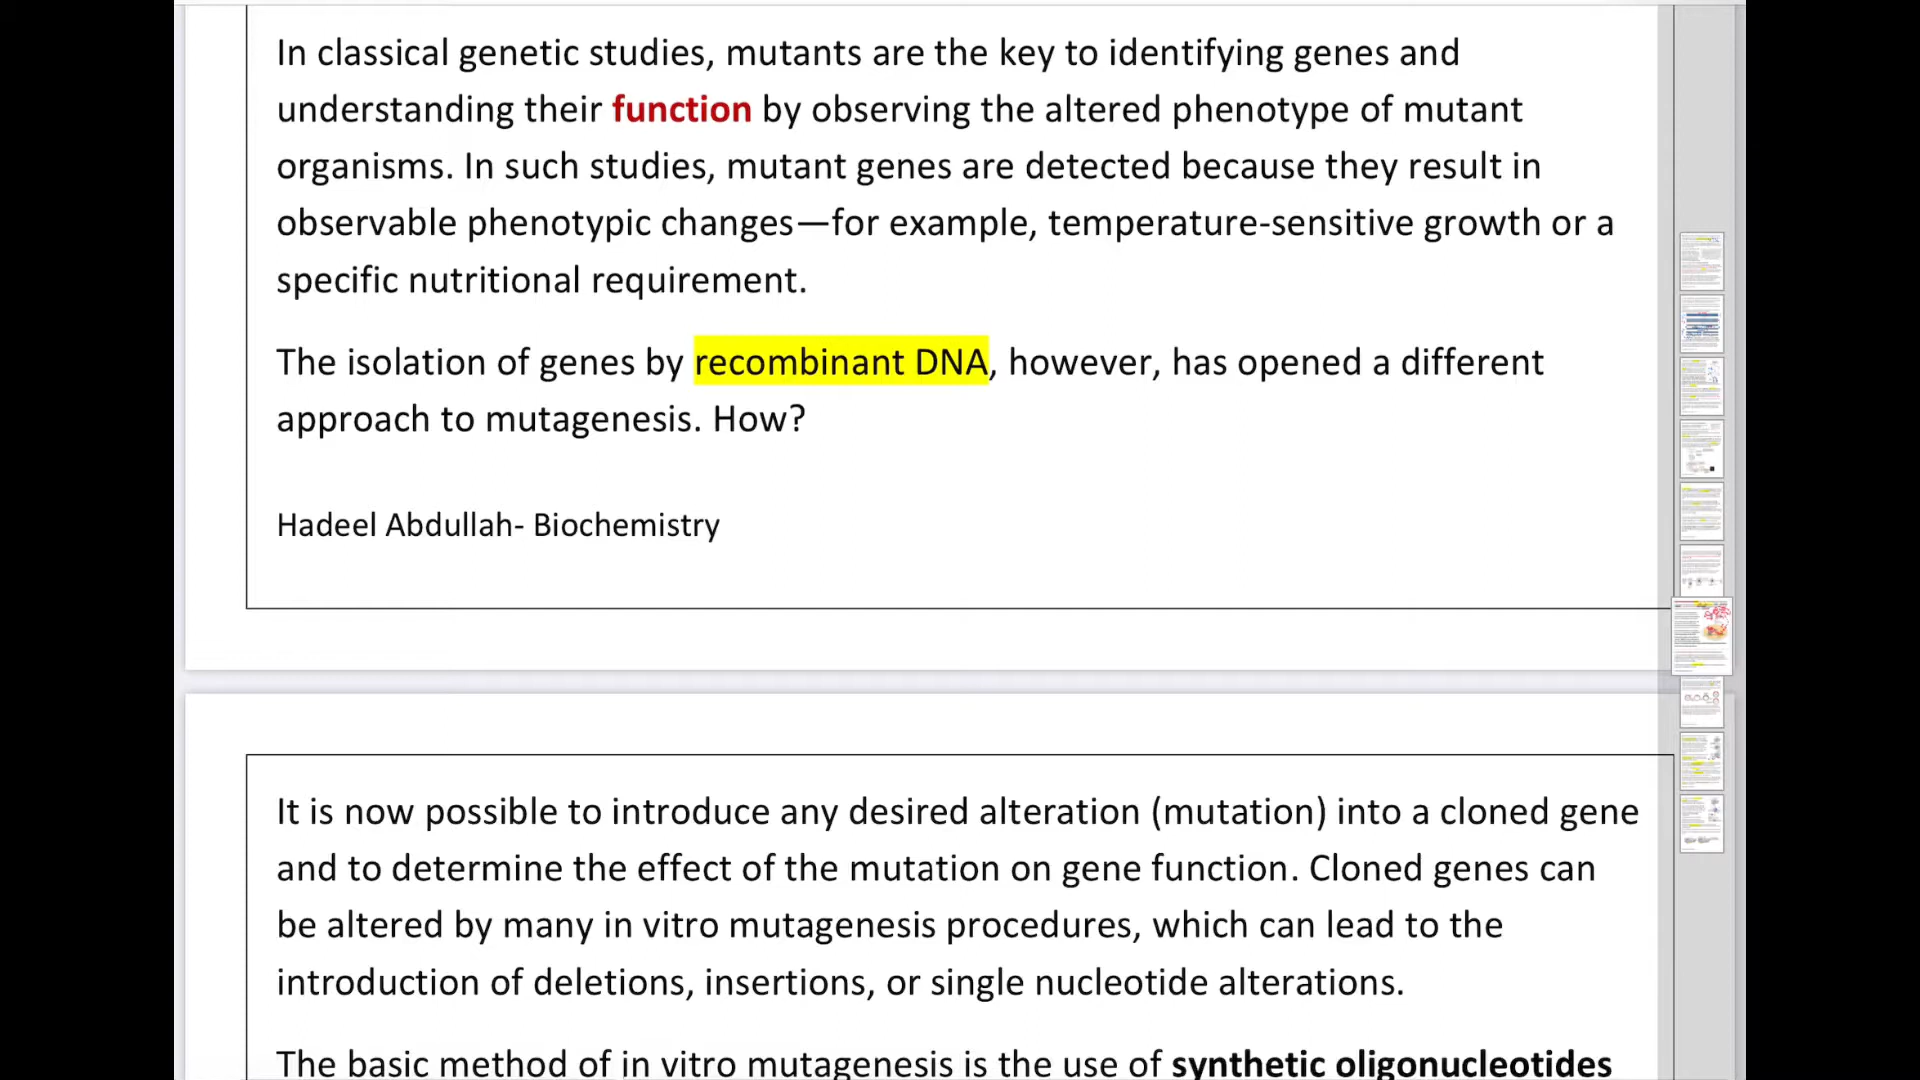 In classical genetic studies, mutants are the key to identifying genes and
understanding their function by observing the altered phenotype of mutant
organisms. In such studies, mutant genes are detected because they result in
observable phenotypic changes—for example, temperature-sensitive growth or a
specific nutritional requirement.
The isolation of genes by recombinant DNA, however, has opened a different
approach to mutagenesis. How?
Hadeel Abdullah- Biochemistry
It is now possible to introduce any desired alteration (mutation) into a cloned gene
and to determine the effect of the mutation on gene function. Cloned genes can
be altered by many in vitro mutagenesis procedures, which can lead to the
introduction of deletions, insertions, or single nucleotide alterations.
The basic method of in vitro mutagenesis is the use of synthetic oligonucleotides